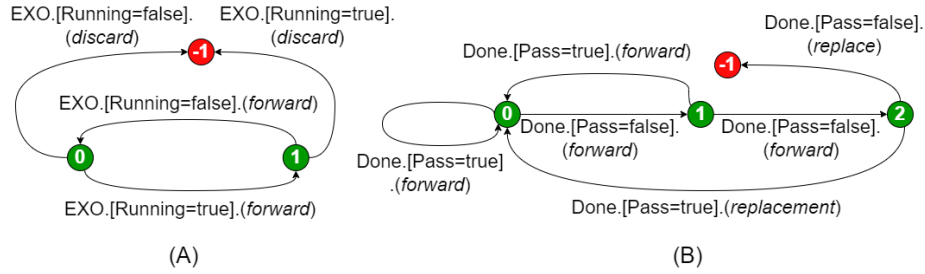 EXO.[Running=false].
(discard)
EXO.[Running=true].
(discard)
-1
EXO.[Running=false].(forward)
0
1
EXO.[Running=true].(forward)
(A)
Done.[Pass=false].
(replace)
Done.[Pass=true].(forward)
-1
0
1
2
Done.[Pass=false].
(forward)
Done.[Pass=false].
(forward)
Done.[Pass=true]
.(forward)
Done.[Pass=true].(replacement)
(B)